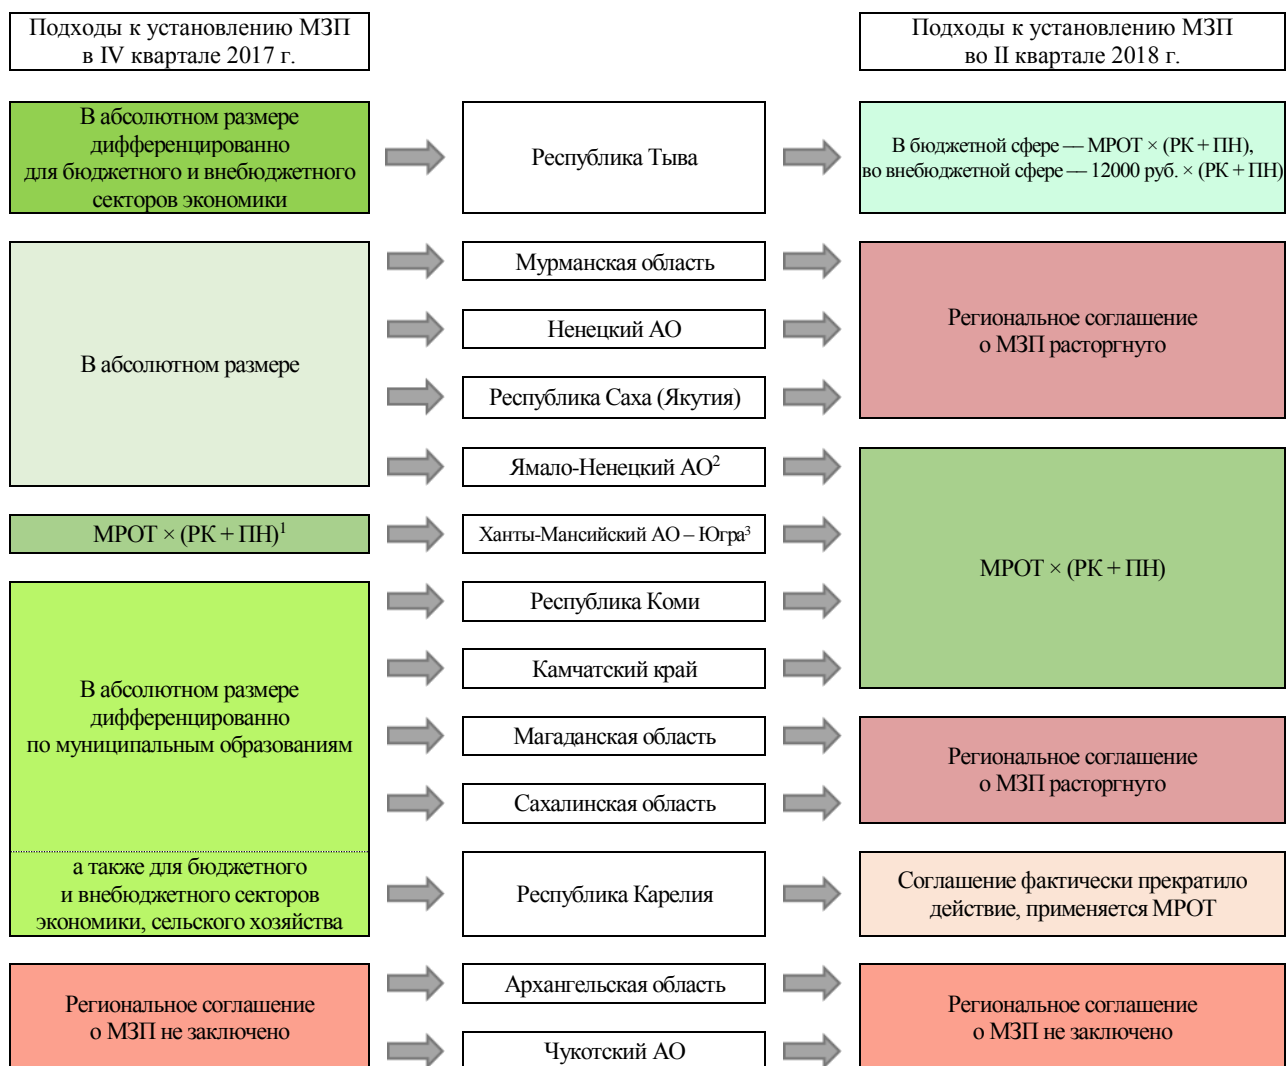 Подходы к установлению МЗП
в IV квартале 2017 г.
Подходы к установлению МЗП
во II квартале 2018 г.
В абсолютном размере
дифференцированно
для бюджетного и внебюджетного
секторов экономики
Республика Тыва
В бюджетной сфере — МРОТ × (РК + ПН),
во внебюджетной сфере — 12000 руб. × (РК + ПН)
В абсолютном размере
Мурманская область
Ненецкий АО
Республика Саха (Якутия)
Региональное соглашение
о МЗП расторгнуто
Ямало-Ненецкий АО²
МРОТ × (РК + ПН)¹
Ханты-Мансийский АО – Югра³
МРОТ × (РК + ПН)
Республика Коми
Камчатский край
В абсолютном размере
дифференцированно
по муниципальным образованиям
Магаданская область
Сахалинская область
Региональное соглашение
о МЗП расторгнуто
а также для бюджетного
и внебюджетного секторов
экономики, сельского хозяйства
Республика Карелия
Соглашение фактически прекратило
действие, применяется МРОТ
Региональное соглашение
о МЗП не заключено
Архангельская область
Чукотский АО
Региональное соглашение
о МЗП не заключено